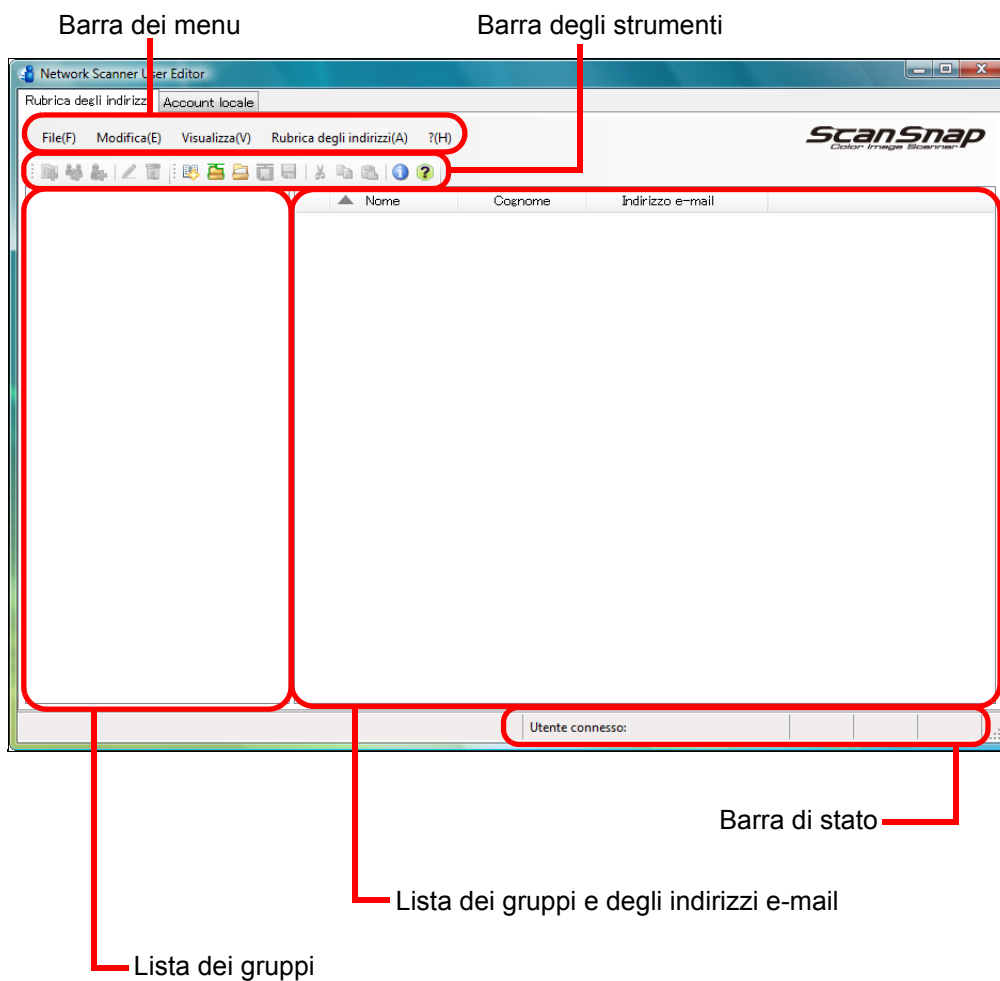 Barra dei menu
Barra degli strumenti
Network Scanner User Editor
Rubrica degli indirizzi Account locale
File(F) Modifica(E) Visualizza(V) Rubrica degli indirizzi(A) ?(H)
ScanSnap
Color Image Scanner
Nome Cognome Indirizzo e-mail
Utente connesso:
Barra di stato
Lista dei gruppi e degli indirizzi e-mail
Lista dei gruppi